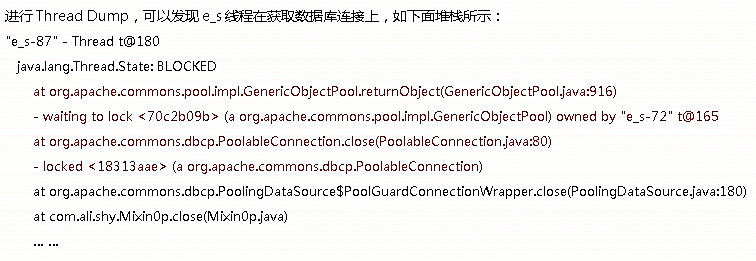 进行 Thread Dump，可以发现 e_s 线程在获取数据库连接上，如下面堆栈所示：
"e_s-87" - Thread t@180
java.lang.Thread.State: BLOCKED
at org.apache.commons.pool.impl.GenericObjectPool.returnObject(GenericObjectPool.java:916)
- waiting to lock <70c2b09b> (a org.apache.commons.pool.impl.GenericObjectPool) owned by "e_s-72" t@165
at org.apache.commons.dbcp.PoolableConnection.close(PoolableConnection.java:80)
- locked <18313aae> (a org.apache.commons.dbcp.PoolableConnection)
at org.apache.commons.dbcp.PoolingDataSource$PoolGuardConnectionWrapper.close(PoolingDataSource.java:180)
at com.ali.shy.Mixin0p.close(Mixin0p.java)
... ...